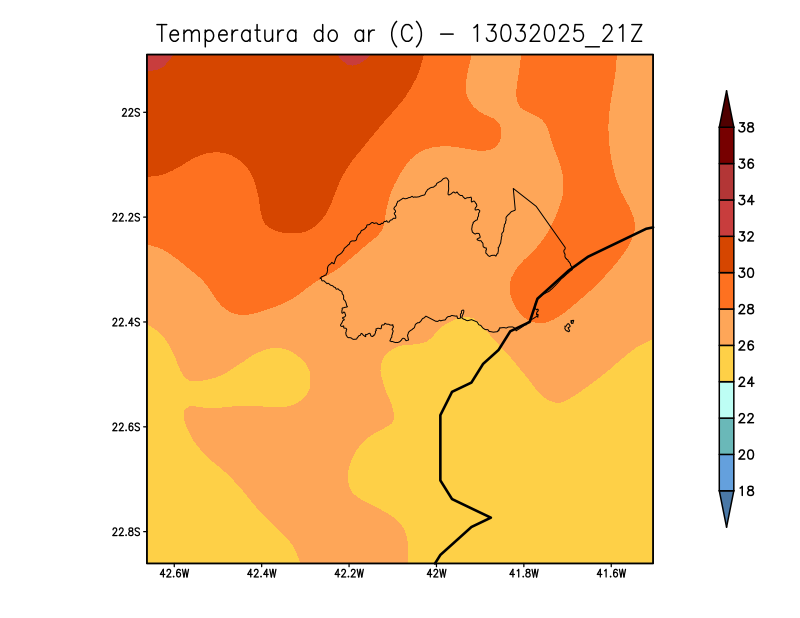 Temperatura do ar (C) - 13032025_21Z
22S
22.2S
22.4S
22.6S
22.8S
42.6W
42.4W
42.2W
42W
41.8W
41.6W
38
36
34
32
30
28
26
24
22
20
18